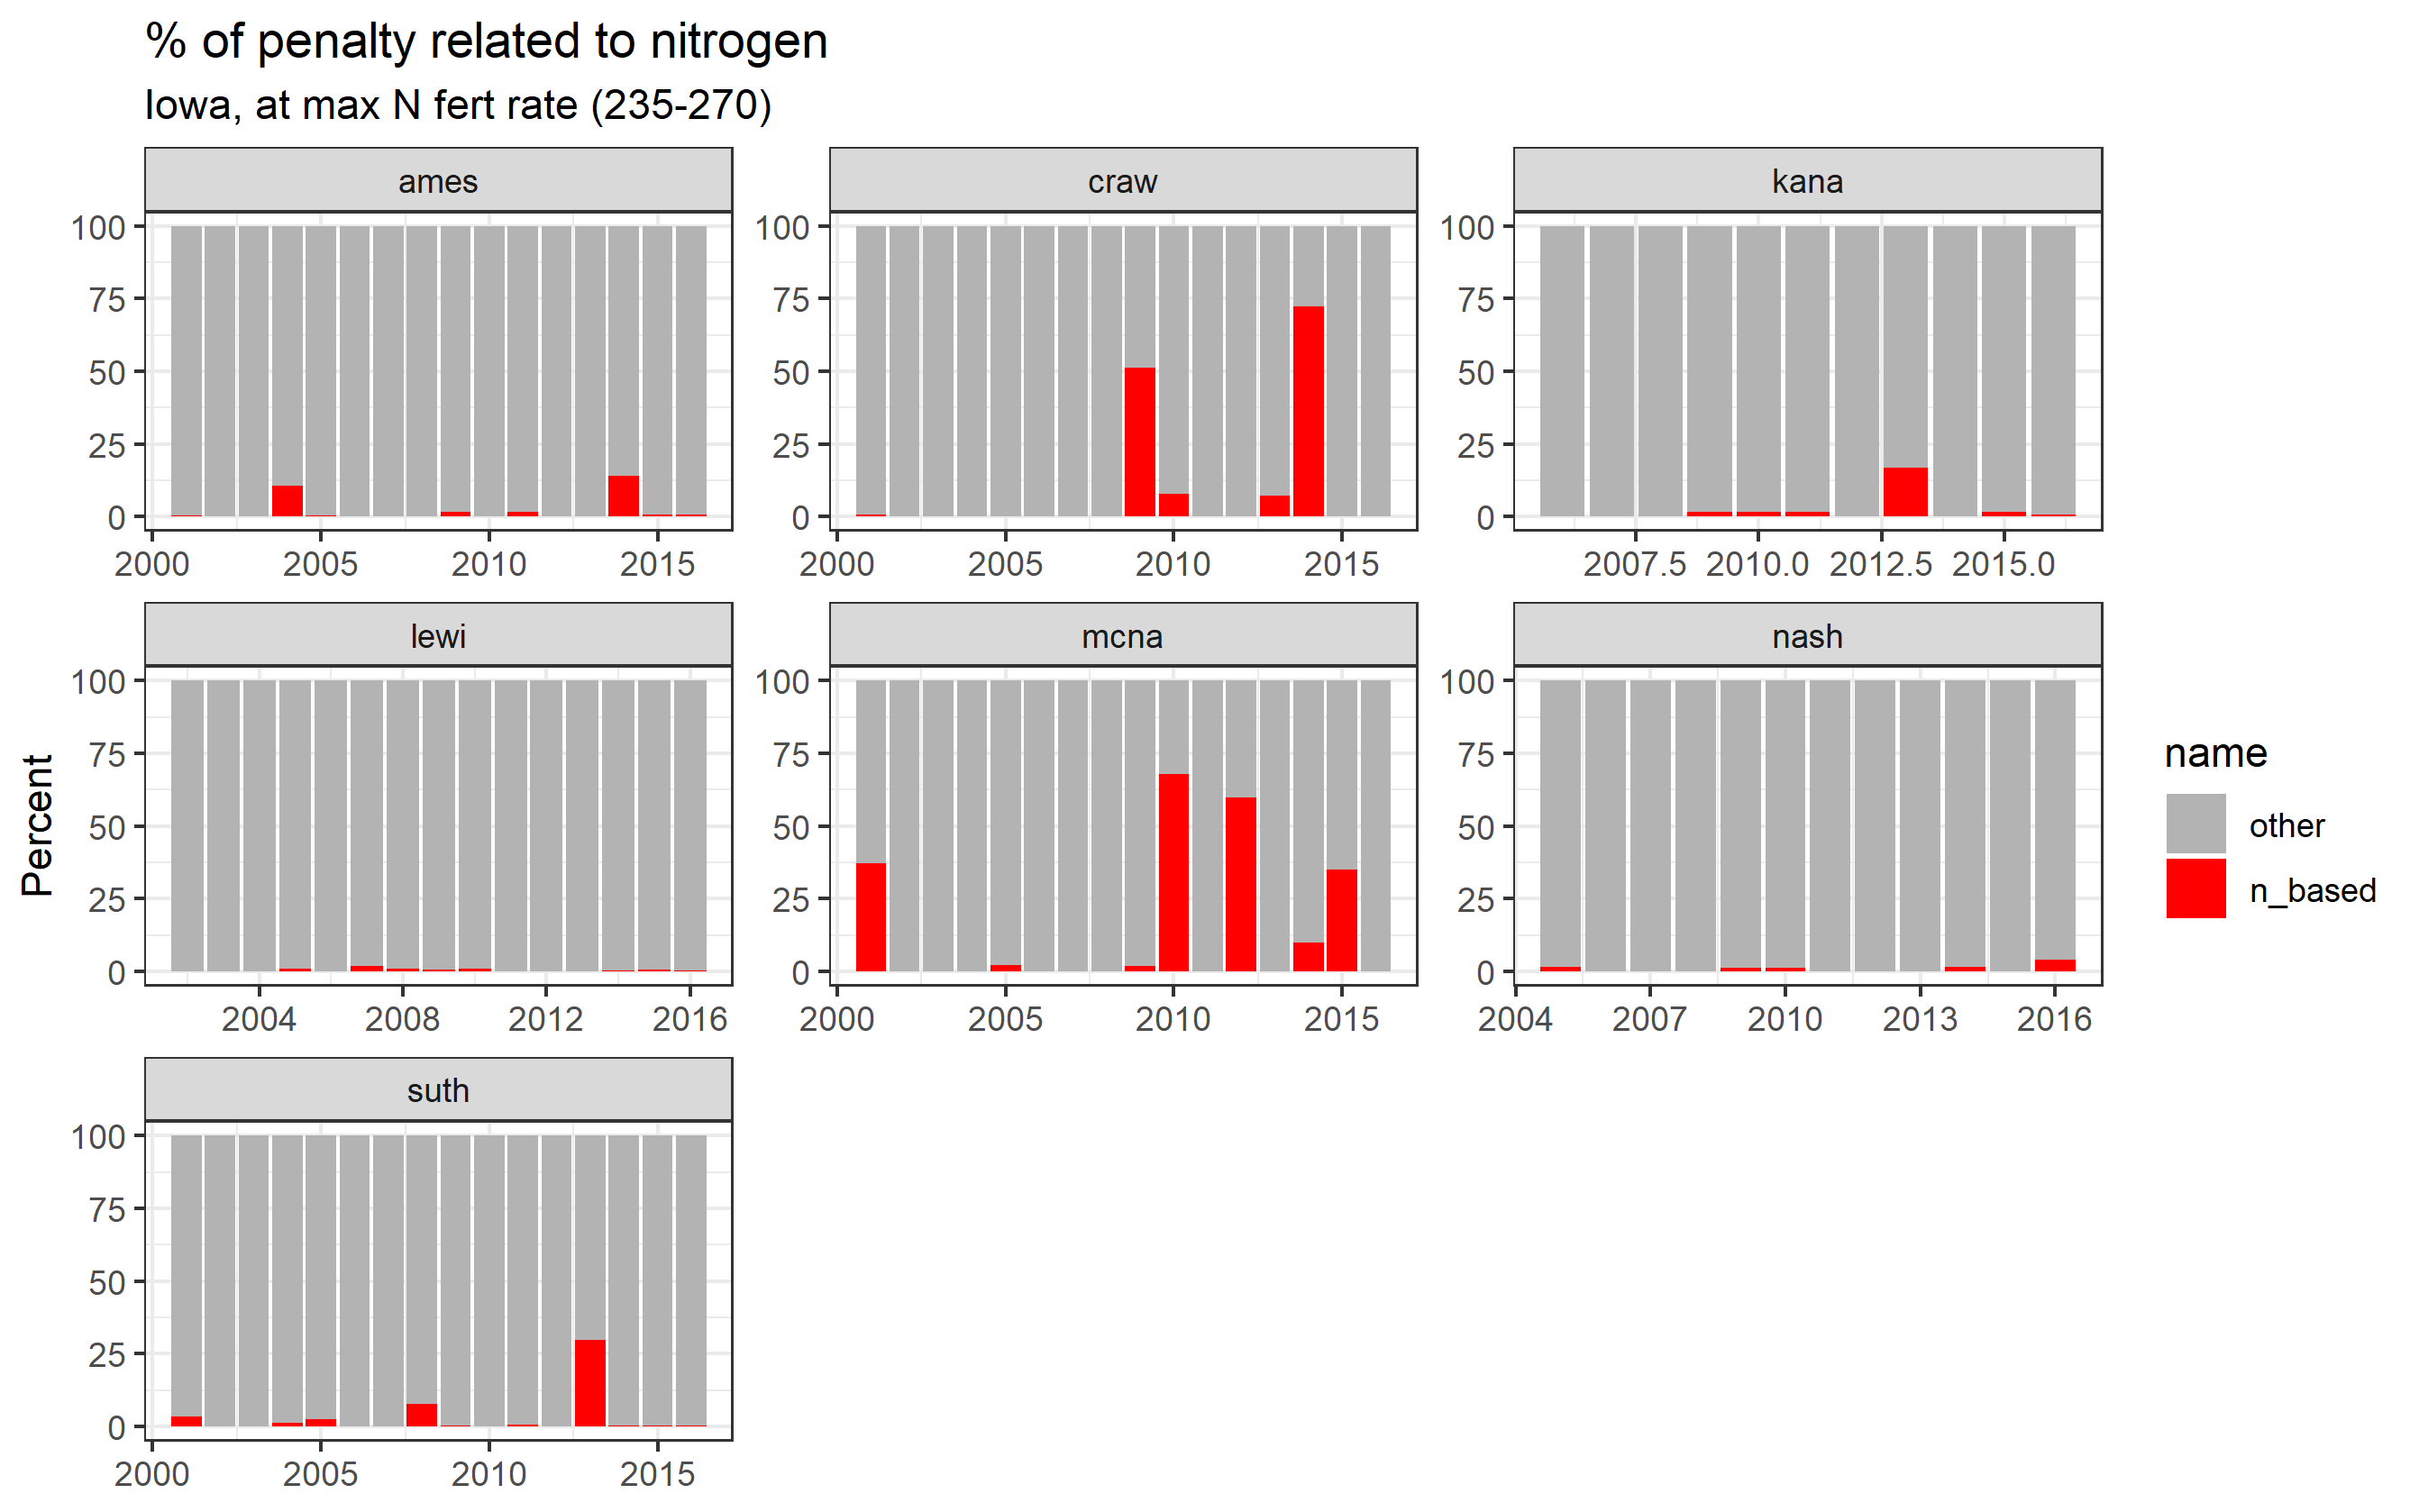 % of penalty related to nitrogen
Iowa, at max N fert rate (235-270)
ames
craw
kana
100
75
50
25
0
100
75
50
25
0
100
75
50
25
0
2000 2005 2010 2015
2000 2005 2010 2015
2007.5 2010.0 2012.5 2015.0
lewi
mcna
nash
Percent
100
75
50
25
0
100
75
50
25
0
100
75
50
25
0
2004 2008 2012 2016
2000 2005 2010 2015
2004 2007 2010 2013 2016
name
other
n_based
suth
100
75
50
25
0
2000 2005 2010 2015